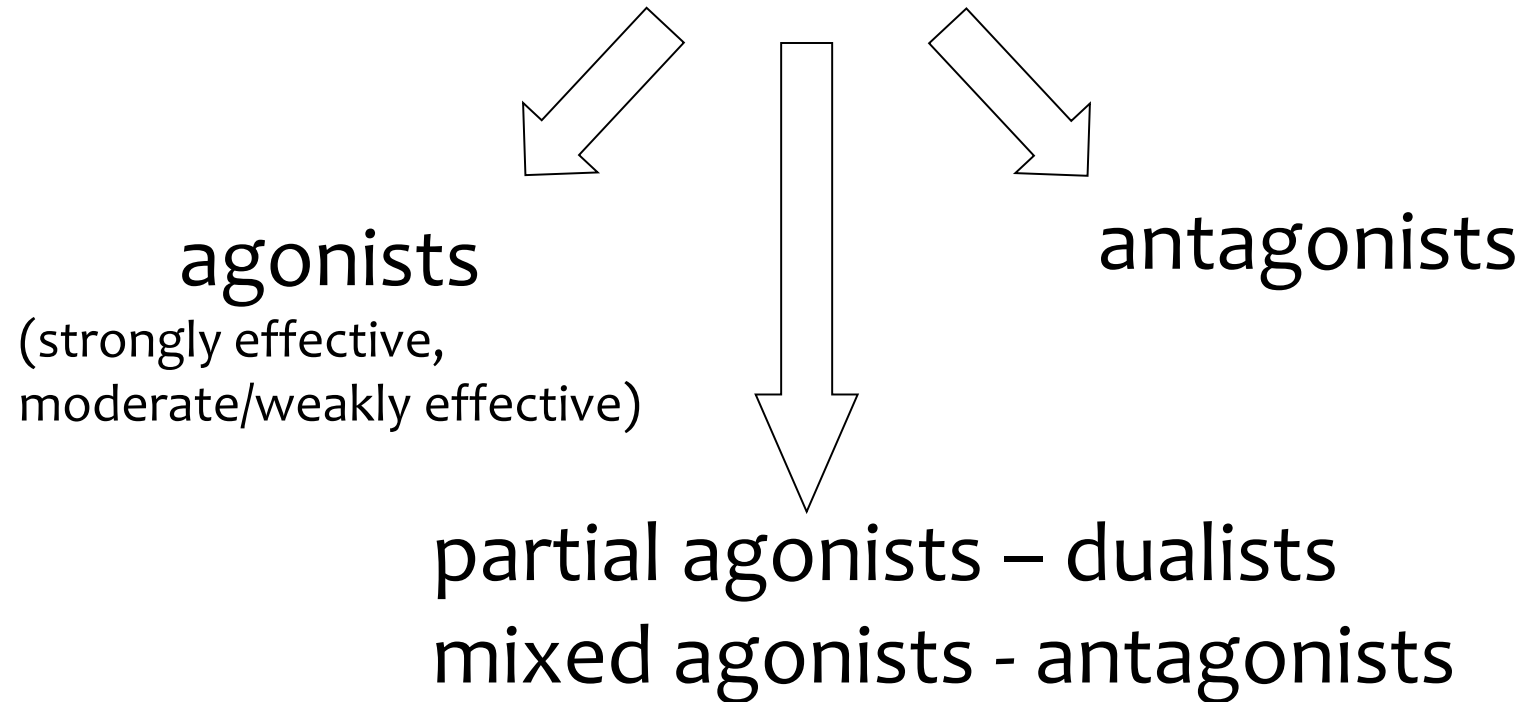 agonists
(strongly effective,
moderate/weakly effective)
antagonists
partial agonists – dualists
mixed agonists - antagonists